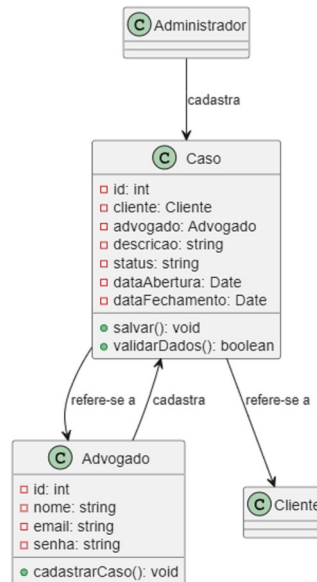 C Administrador
cadastra
C Caso
id: int
cliente: Cliente
advogado: Advogado
descricao: string
status: string
dataAbertura: Date
dataFechamento: Date
salvar(): void
validarDados(): boolean
refere-se a
cadastra
refere-se a
C Advogado
id: int
nome: string
email: string
senha: string
cadastrarCaso(): void
C Cliente